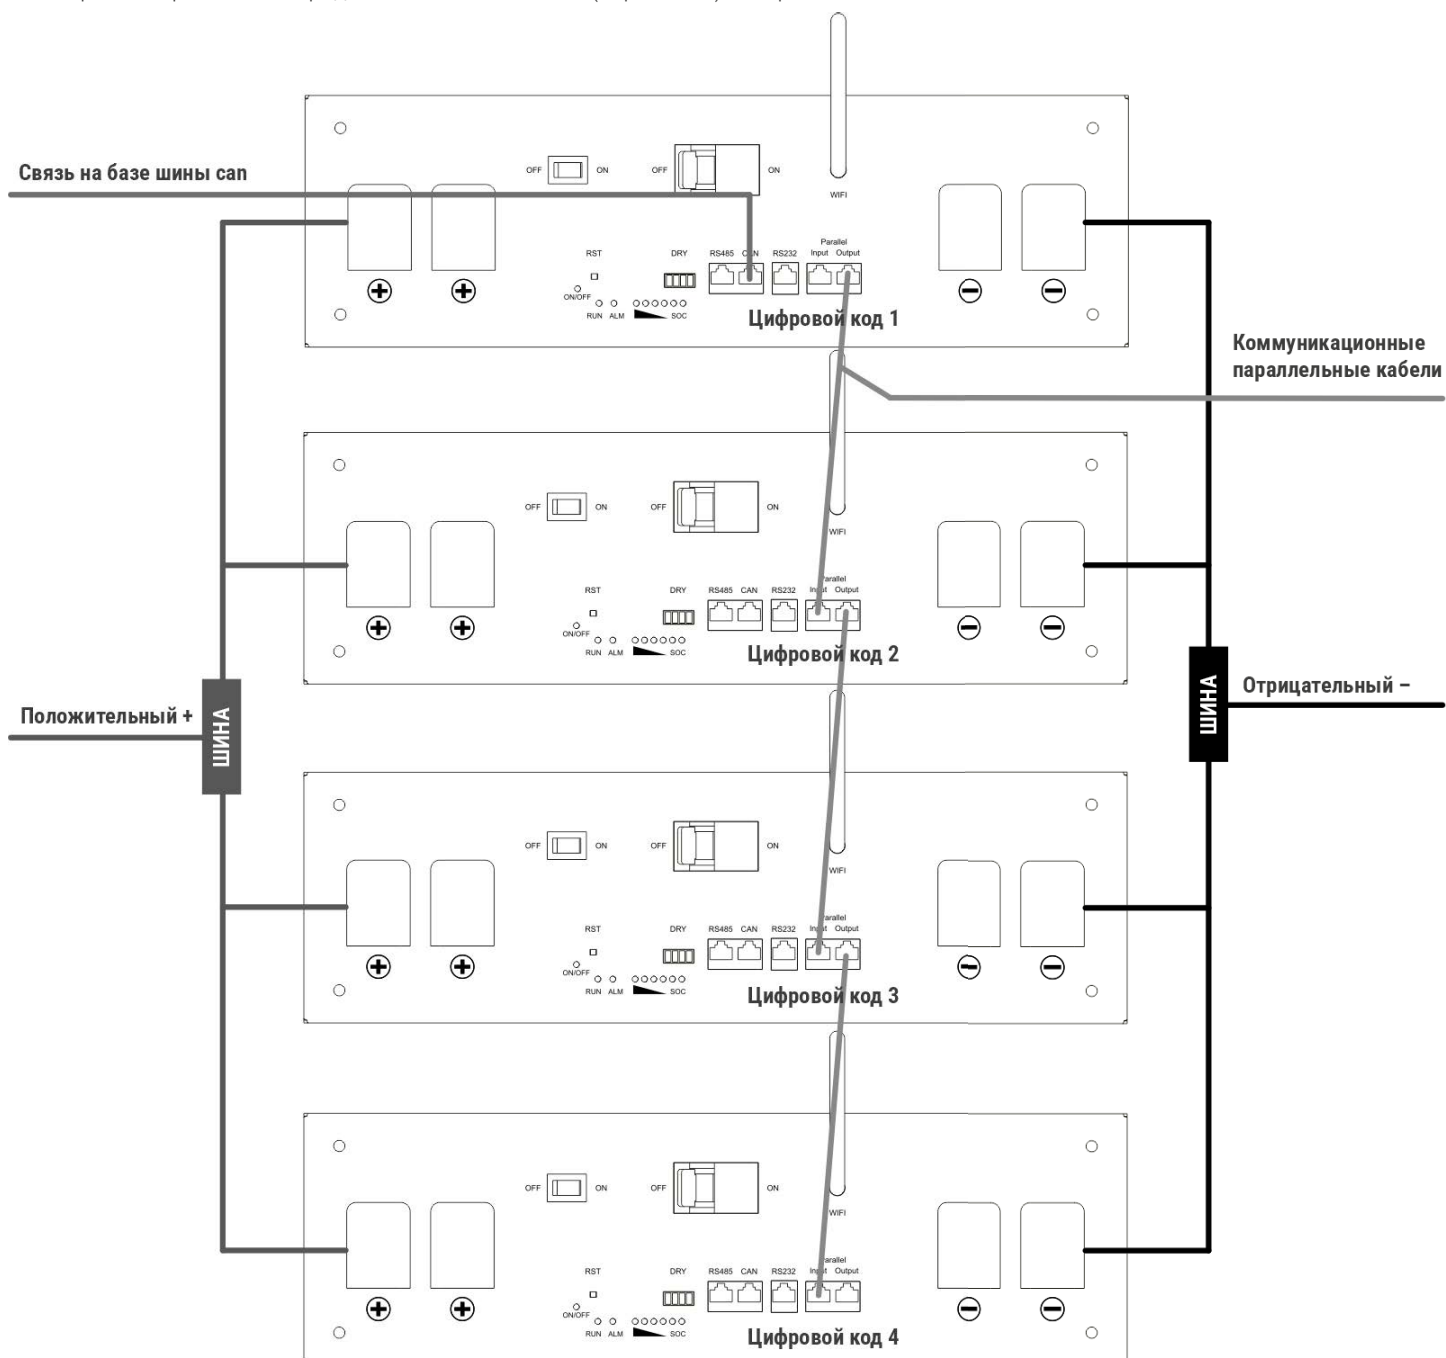 Связь на базе шины can
OFF ON OFF ON
WIFI
Parallel
RST DRY RS485 CAN RS232 Input Output
ON/OFF
RUN ALM SOC
Цифровой код 1
Коммуникационные
параллельные кабели
OFF ON OFF ON
WIFI
Parallel
RST DRY RS485 CAN RS232 Input Output
ON/OFF
RUN ALM SOC
Цифровой код 2
Положительный +
ШИНА
ШИНА
Отрицательный –
OFF ON OFF ON
WIFI
Parallel
RST DRY RS485 CAN RS232 Input Output
ON/OFF
RUN ALM SOC
Цифровой код 3
OFF ON OFF ON
WIFI
Parallel
RST DRY RS485 CAN RS232 Input Output
ON/OFF
RUN ALM SOC
Цифровой код 4